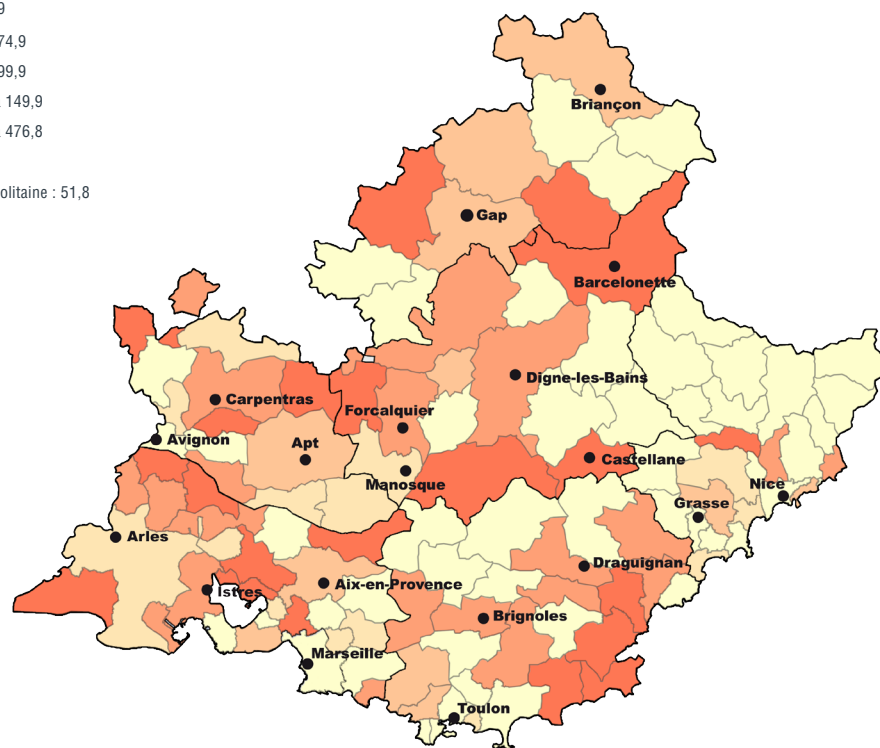 9
74,9
99,9
149,9
476,8
olitaine : 51,8
Briançon
Gap
Barcelonette
Digne-les-Bains
Carpentras
Forcalquier
Avignon
Apt
Castellane
Manosque
Nice
Grasse
Arles
Draguignan
Istres
Aix-en-Provence
Brignoles
Marseille
Toulon